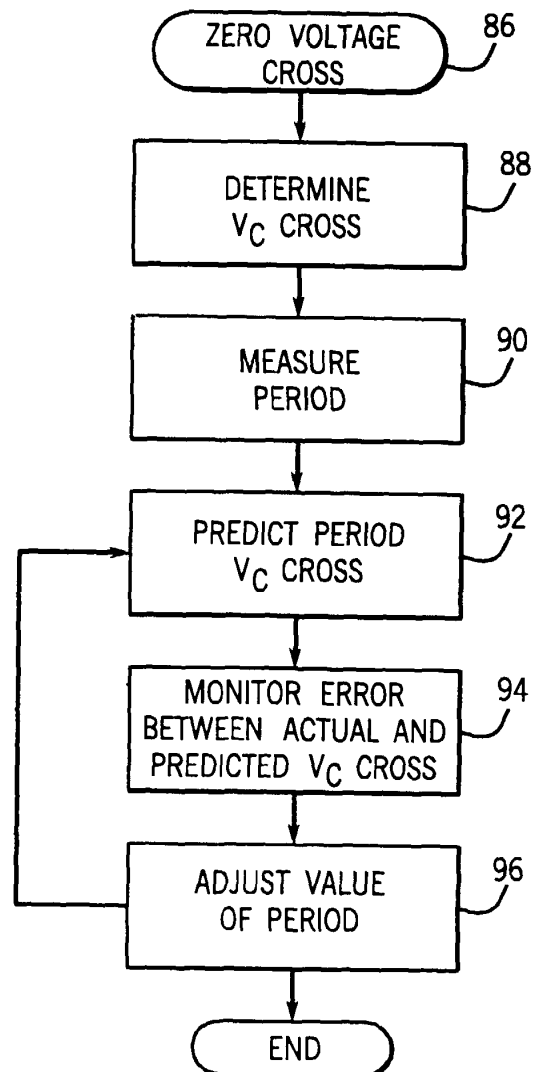 ZERO VOLTAGE
CROSS
86
DETERMINE
VC CROSS
88
MEASURE
PERIOD
90
PREDICT PERIOD
VC CROSS
92
MONITOR ERROR
BETWEEN ACTUAL AND
PREDICTED VC CROSS
94
ADJUST VALUE
OF PERIOD
96
END